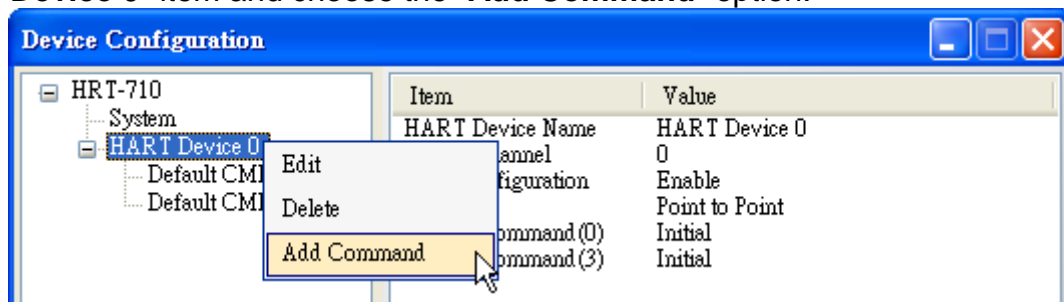 Device 0" item and choose the "Add Command" option.
Device Configuration
HRT-710
System
HART Device 0
Default CM
Default CM
Edit
Delete
Add Command
Item Value
HART Device Name HART Device 0
annel 0
figuration Enable
Point to Point
ommand(0) Initial
ommand(3) Initial